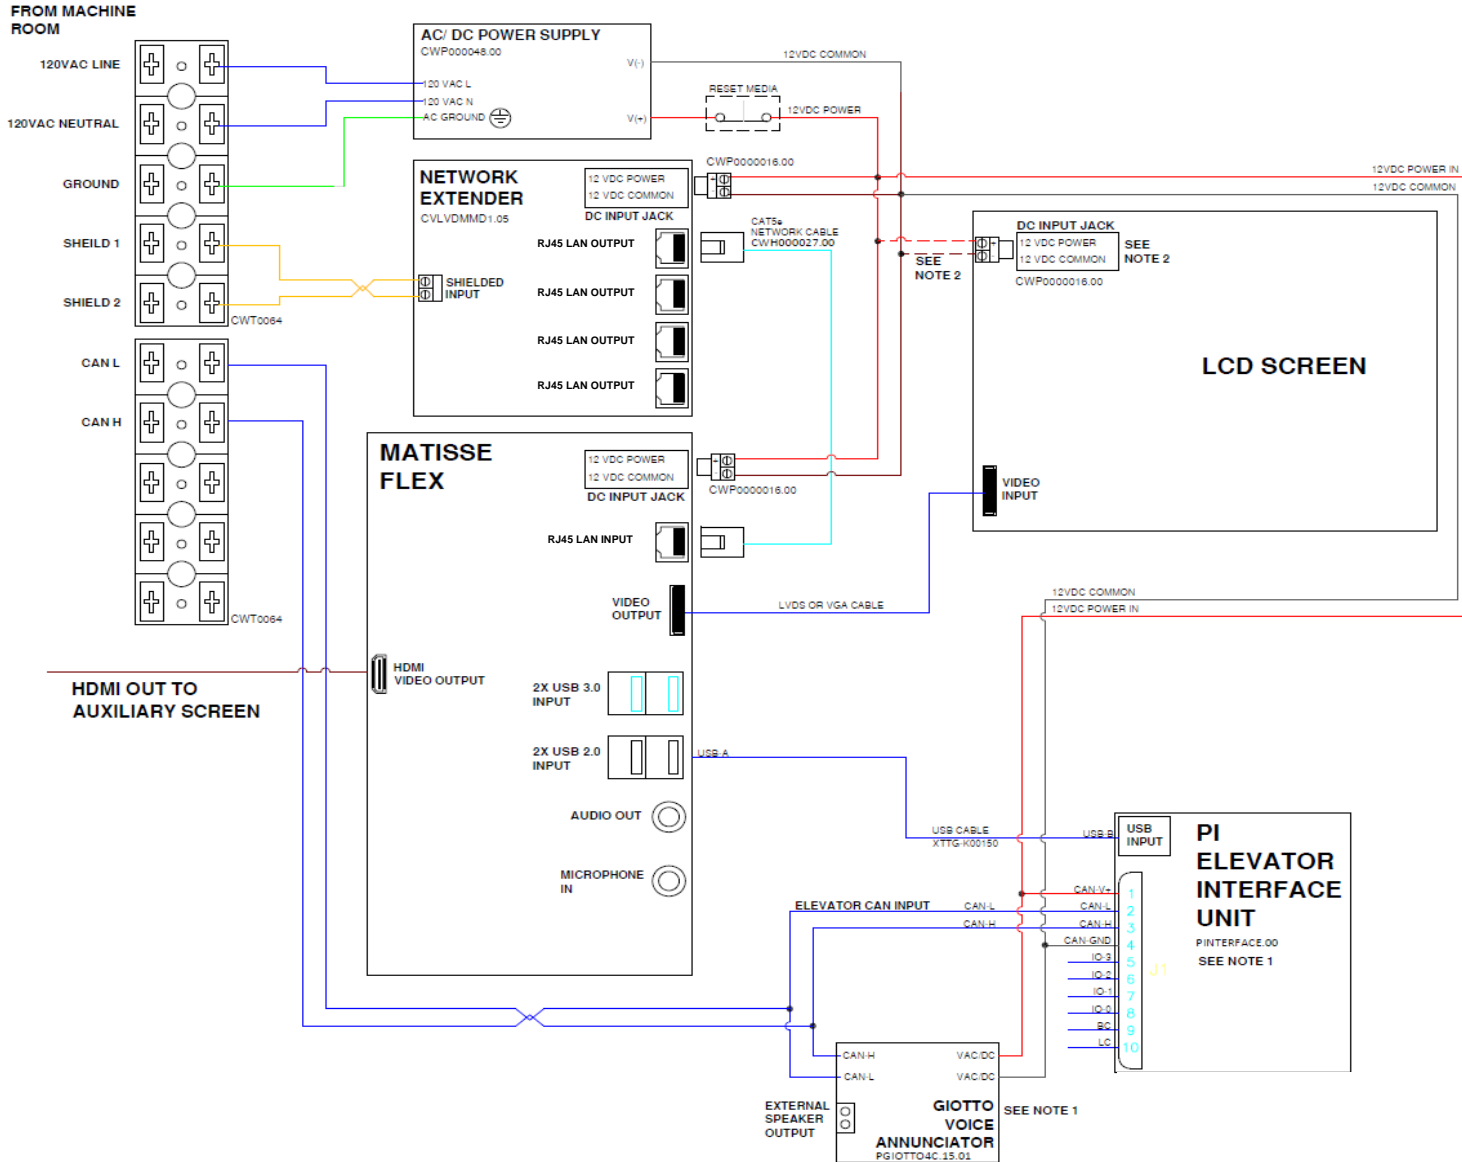 FROM MACHINE
ROOM
120VAC LINE
120VAC NEUTRAL
GROUND
SHEILD 1
SHIELD 2
CWT0064
CAN L
CAN H
CWT0064
AC/ DC POWER SUPPLY
CWP000048.00
V(-)
120 VAC L
120 VAC N
AC GROUND
V(+)
12VDC COMMON
RESET MEDIA
12VDC POWER
NETWORK
EXTENDER
CVLVDMMD1.05
12 VDC POWER
12 VDC COMMON
DC INPUT JACK
CWP0000016.00
RJ45 LAN OUTPUT
RJ45 LAN OUTPUT
RJ45 LAN OUTPUT
RJ45 LAN OUTPUT
SHIELDED
INPUT
CAT5e
NETWORK CABLE
CWH000027.00
12VDC POWER IN
12VDC COMMON
SEE
NOTE 2
DC INPUT JACK
12 VDC POWER
12 VDC COMMON
SEE
NOTE 2
CWP0000016.00
LCD SCREEN
VIDEO
INPUT
MATISSE
FLEX
12 VDC POWER
12 VDC COMMON
DC INPUT JACK
CWP0000016.00
RJ45 LAN INPUT
VIDEO
OUTPUT
LVDS OR VGA CABLE
12VDC COMMON
12VDC POWER IN
HDMI
VIDEO OUTPUT
HDMI OUT TO
AUXILIARY SCREEN
2X USB 3.0
INPUT
2X USB 2.0
INPUT
USB-A
AUDIO OUT
MICROPHONE
IN
USB CABLE
XTTG-K00150
USB B
USB
INPUT
PI
ELEVATOR
INTERFACE
UNIT
PINTERFACE.00
SEE NOTE 1
ELEVATOR CAN INPUT
CAN-L
CAN-H
CAN-V+
1
CAN-L
2
CAN-H
3
CAN-GND
4
IO-3
5
IO-2
6
IO-1
7
IO-0
8
BC
9
LC
10
J1
CAN-H
CAN-L
VAC/DC
VAC/DC
EXTERNAL
SPEAKER
OUTPUT
GIOTTO
VOICE
ANNUNCIATOR
PGIOTTO4C.15.01
SEE NOTE 1